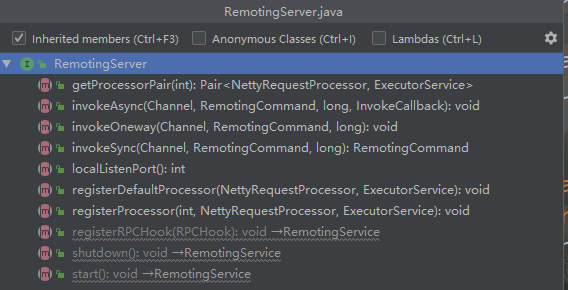 RemotingServer.java
Inherited members (Ctrl+F3) Anonymous Classes (Ctrl+I) Lambdas (Ctrl+L)
I RemotingServer
m getProcessorPair(int): Pair<NettyRequestProcessor, ExecutorService>
m invokeAsync(Channel, RemotingCommand, long, InvokeCallback): void
m invokeOneway(Channel, RemotingCommand, long): void
m invokeSync(Channel, RemotingCommand, long): RemotingCommand
m localListenPort(): int
m registerDefaultProcessor(NettyRequestProcessor, ExecutorService): void
m registerProcessor(int, NettyRequestProcessor, ExecutorService): void
m registerRPCHook(RPCHook): void →RemotingService
m shutdown(): void →RemotingService
m start(): void →RemotingService